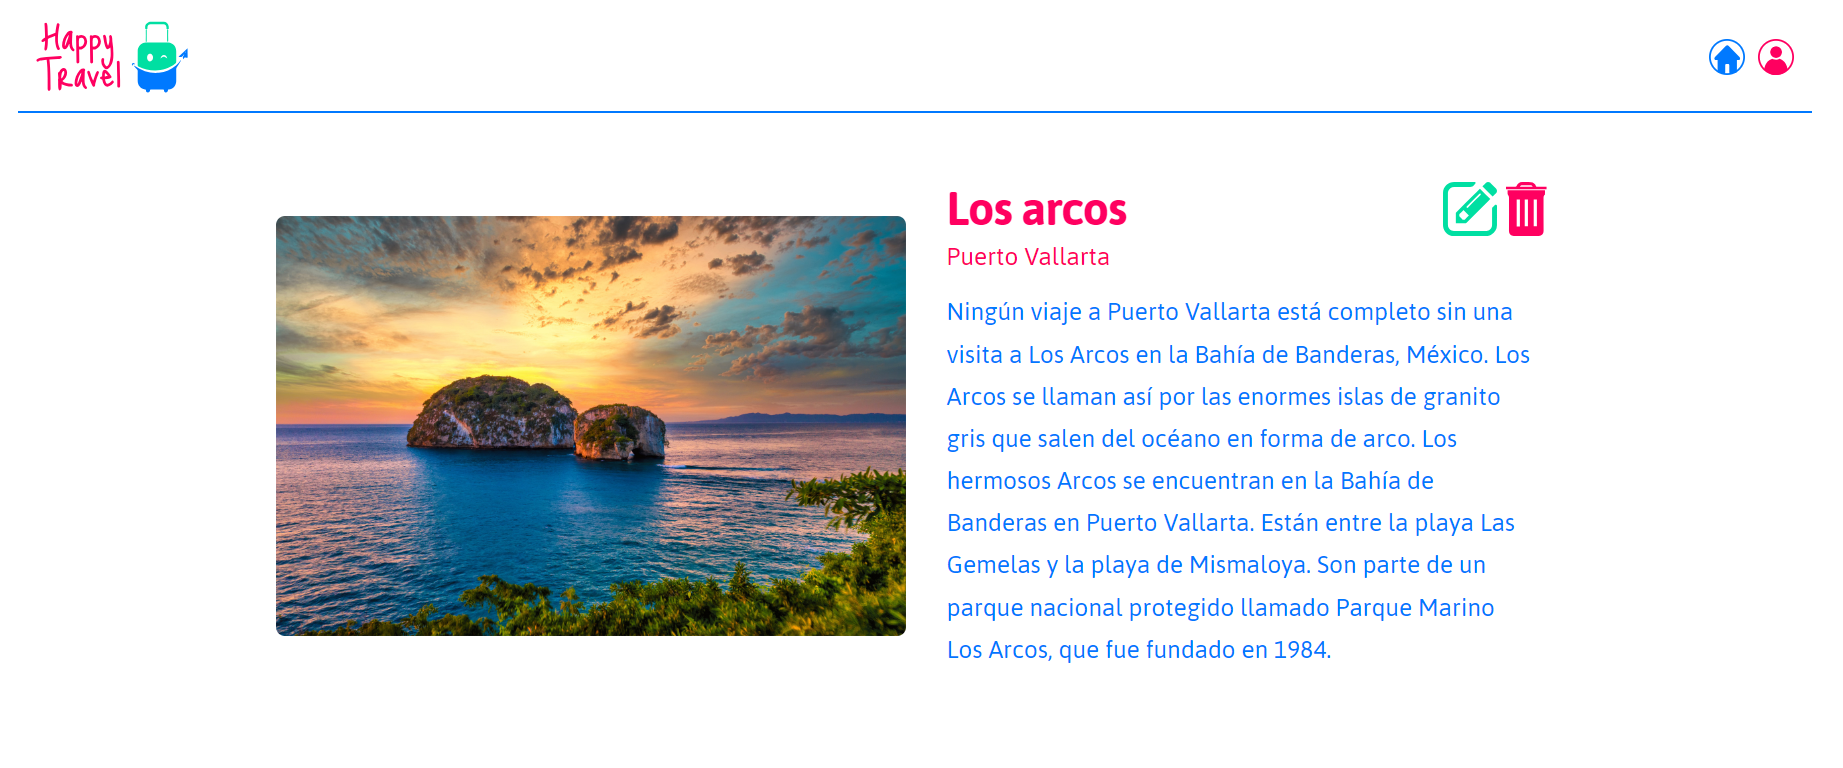 Happy
Travel
Los arcos
Puerto Vallarta
Ningún viaje a Puerto Vallarta está completo sin una
visita a Los Arcos en la Bahía de Banderas, México. Los
Arcos se llaman así por las enormes islas de granito
gris que salen del océano en forma de arco. Los
hermosos Arcos se encuentran en la Bahía de
Banderas en Puerto Vallarta. Están entre la playa Las
Gemelas y la playa de Mismaloya. Son parte de un
parque nacional protegido llamado Parque Marino
Los Arcos, que fue fundado en 1984.